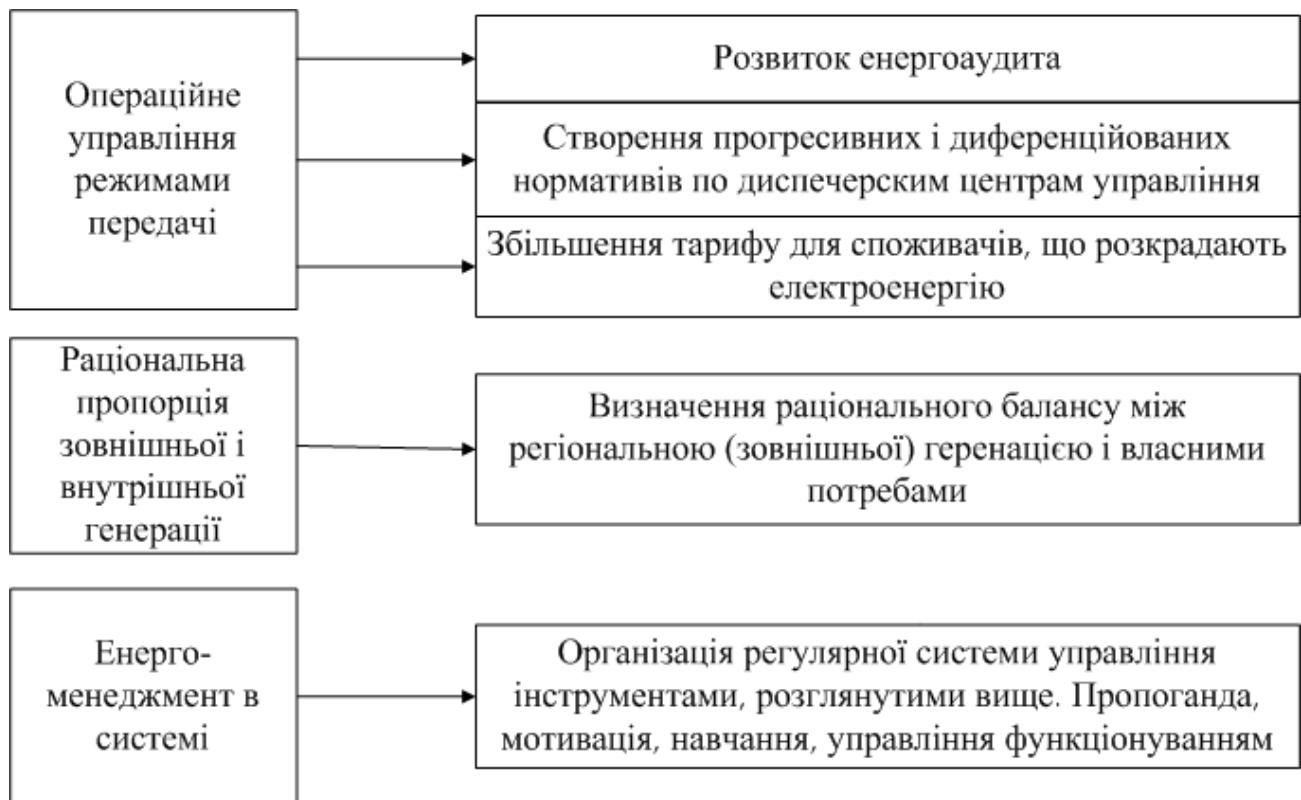 Операційне
управління
режимами
передачі
Розвиток енергоаудита
Створення прогресивних і диференційованих
нормативів по диспечерским центрам управління
Збільшення тарифу для споживачів, що розкрадають
електроенергію
Раціональна
пропорція
зовнішньої і
внутрішньої
генерації
Визначення раціонального балансу між
регіональною (зовнішньої) геренацією і власними
потребами
Енерго-
менеджмент в
системі
Організація регулярної системи управління
інструментами, розглянутими вище. Пропоганда,
мотивація, навчання, управління функціонуванням